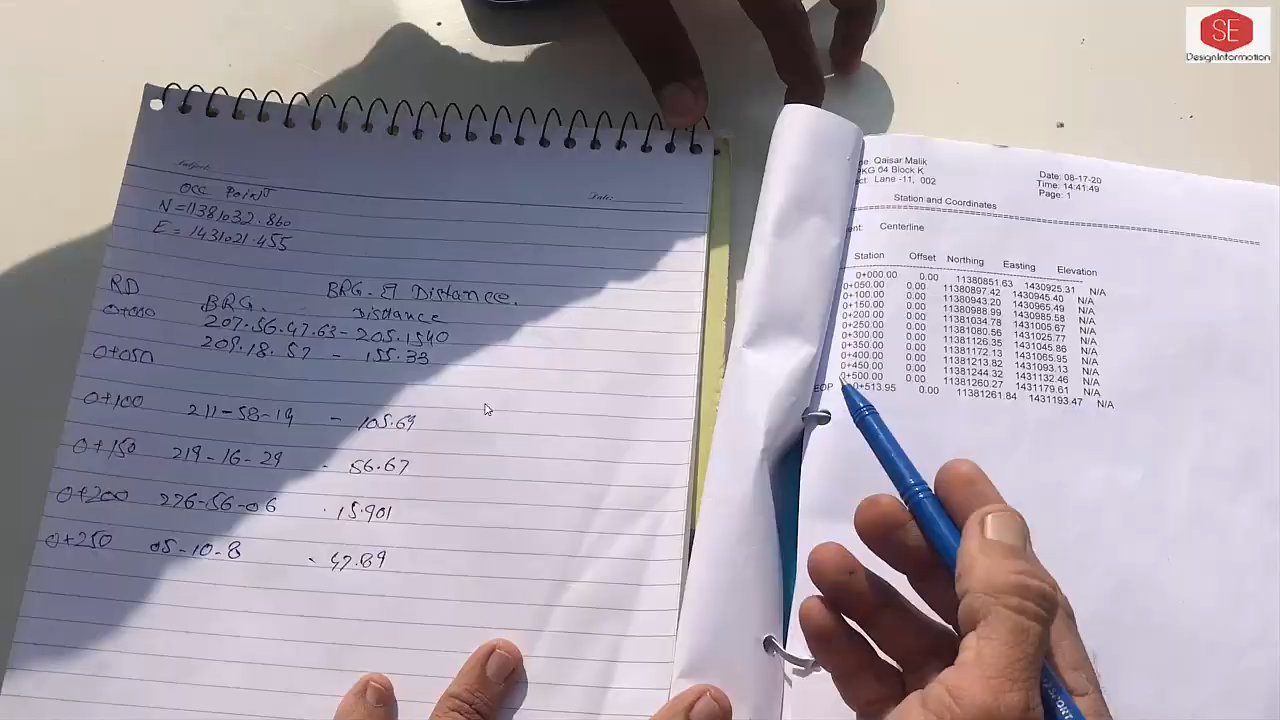 SE
DesignInformation
Subject:
Date:
OCC Point
N = 11381032.860
E = 1431021.455
BRG. & Distance.
RD BRG. Distance
0+000 207.56.47.63 - 205.1540
0+050 209.18.57 - 155.33
0+100 211-58-19 - 105.69
0+150 219-16-29 - 56.67
0+200 276-56-06 . 15.901
0+250 05-10-8 - 47.89
Qaisar Malik
PKG 04 Block K
Lane -11, 002
Date: 08-17-20
Time: 14:41:49
Page: 1
Station and Coordinates
Centerline
Station Offset Northing Easting Elevation
0+000.00 0.00 11380851.63 1430925.31 N/A
0+050.00 0.00 11380897.42 1430945.40 N/A
0+100.00 0.00 11380943.20 1430965.49 N/A
0+150.00 0.00 11380988.99 1430985.58 N/A
0+200.00 0.00 11381034.78 1431005.67 N/A
0+250.00 0.00 11381080.56 1431025.77 N/A
0+300.00 0.00 11381126.35 1431045.86 N/A
0+350.00 0.00 11381172.13 1431065.95 N/A
0+400.00 0.00 11381213.82 1431093.13 N/A
0+450.00 0.00 11381244.32 1431132.46 N/A
0+500.00 0.00 11381260.27 1431179.61 N/A
EOP 0+513.95 0.00 11381261.84 1431193.47 N/A
SPORT